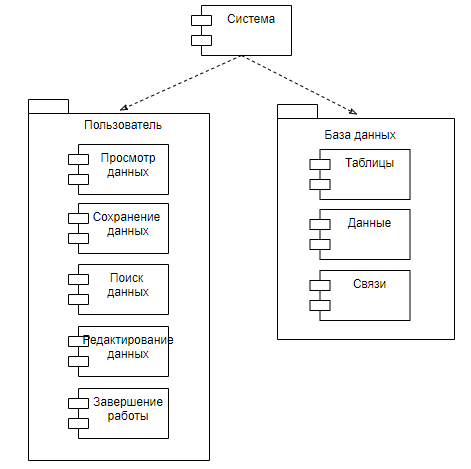 Система
Пользователь
Просмотр
данных
Сохранение
данных
Поиск
данных
Редактирование
данных
Завершение
работы
База данных
Таблицы
Данные
Связи